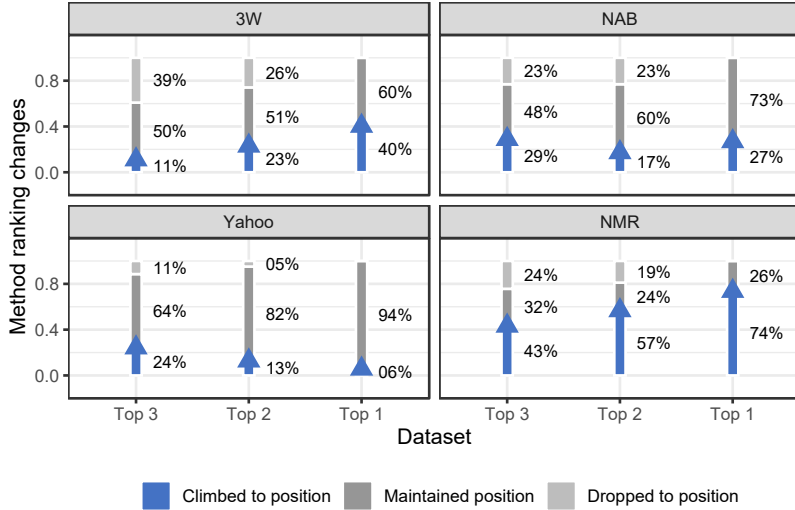 3W
NAB
39%
50%
11%
26%
51%
23%
60%
40%
23%
48%
29%
23%
60%
17%
73%
27%
0.8
0.4
0.0
Method ranking changes
Yahoo
NMR
11%
64%
24%
05%
82%
13%
94%
06%
24%
32%
43%
19%
24%
57%
26%
74%
0.8
0.4
0.0
Top 3
Top 2
Top 1
Top 3
Top 2
Top 1
Dataset
Climbed to position
Maintained position
Dropped to position